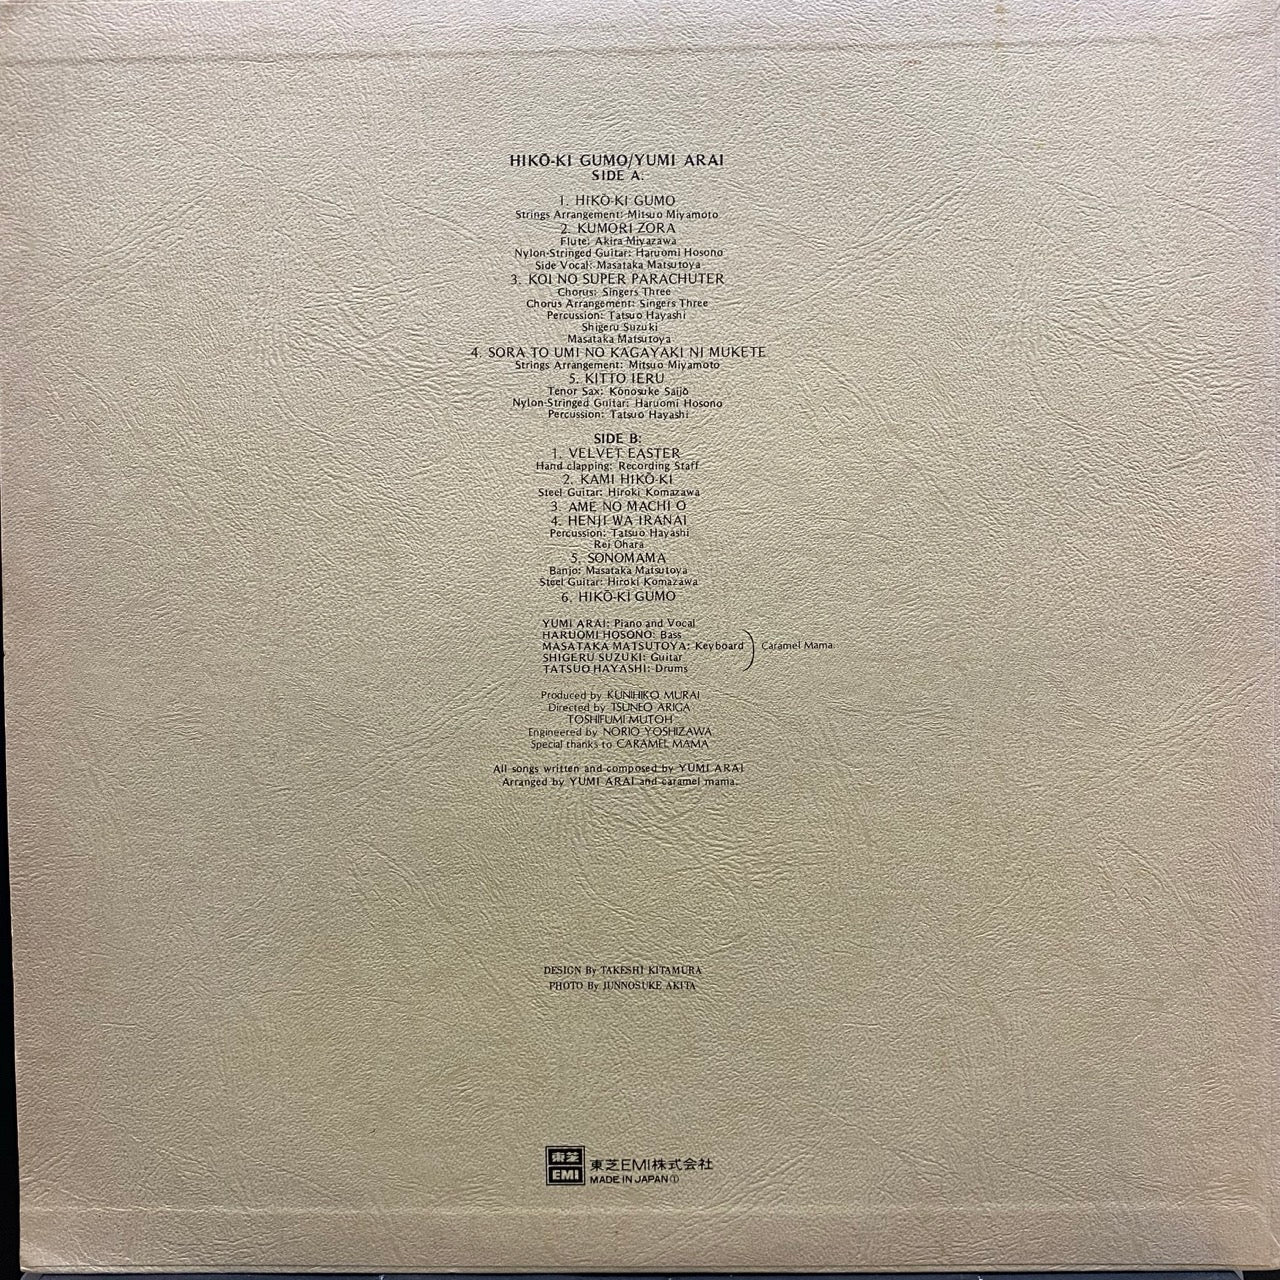 HIKŌ-KI GUMO/YUMI ARAI
SIDE A:
1. HIKŌ-KI GUMO
Strings Arrangement: Mitsuo Miyamoto
2. KUMORI ZORA
Flute: Akira Miyazawa
Nylon-Stringed Guitar: Haruomi Hosono
Side Vocal: Masataka Matsutoya
3. KOI NO SUPER PARACHUTER
Chorus: Singers Three
Chorus Arrangement: Singers Three
Percussion: Tatsuo Hayashi
Shigeru Suzuki
Masataka Matsutoya
4. SORA TO UMI NO KAGAYAKI NI MUKETE
Strings Arrangement: Mitsuo Miyamoto
5. KITTO IERU
Tenor Sax: Kōnosuke Saijō
Nylon-Stringed Guitar: Haruomi Hosono
Percussion: Tatsuo Hayashi
SIDE B:
1. VELVET EASTER
Hand clapping: Recording Staff
2. KAMI HIKŌ-KI
Steel Guitar: Hiroki Komazawa
3. AME NO MACHI O
4. HENJI WA IRANAI
Percussion: Tatsuo Hayashi
Rei Ohara
5. SONOMAMA
Banjo: Masataka Matsutoya
Steel Guitar: Hiroki Komazawa
6. HIKŌ-KI GUMO
YUMI ARAI: Piano and Vocal
HARUOMI HOSONO: Bass
MASATAKA MATSUTOYA: Keyboard
SHIGERU SUZUKI: Guitar
TATSUO HAYASHI: Drums
Caramel Mama.
Produced by KUNIHIKO MURAI
Directed by TSUNEO ARIGA
TOSHIFUMI MUTOH
Engineered by NORIO YOSHIZAWA
Special thanks to CARAMEL MAMA
All songs written and composed by YUMI ARAI
Arranged by YUMI ARAI and caramel mama.
DESIGN By TAKESHI KITAMURA
PHOTO By JUNNOSUKE AKITA
東芝
EMI
東芝EMI株式会社
MADE IN JAPAN①